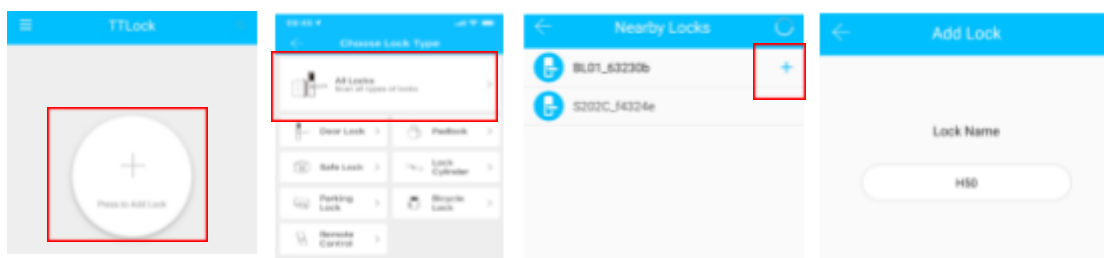 TTLock
Press to Add Lock
Choose Lock Type
All Locks
Scan all types of locks
Door Lock
Padlock
Safe Lock
Lock
Cylinder
Parking
Lock
Bicycle
Lock
Remote
Control
Nearby Locks
BL01_63230b
S202C_f4324e
Add Lock
Lock Name
H50